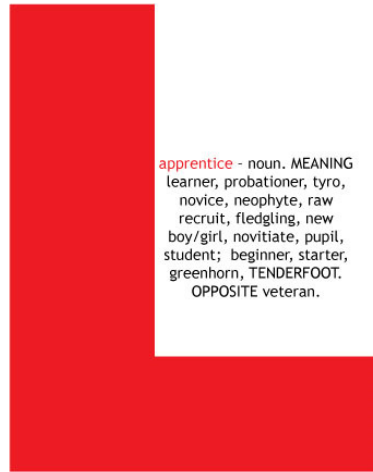 apprentice - noun. MEANING
learner, probationer, tyro,
novice, neophyte, raw
recruit, fledgling, new
boy/girl, novitiate, pupil,
student;  beginner, starter,
greenhorn, TENDERFOOT.
OPPOSITE veteran.